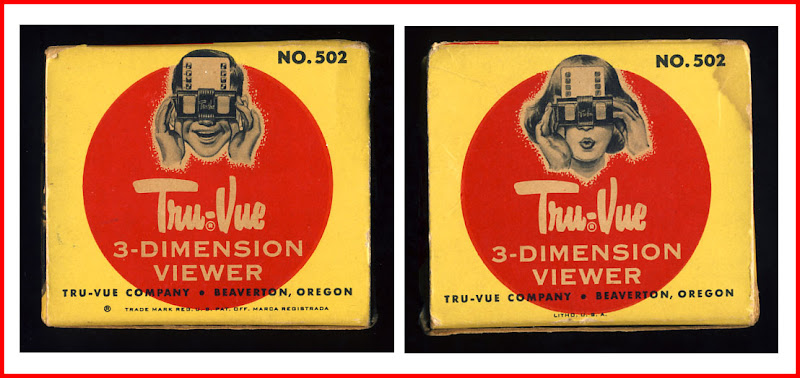 NO. 502
Tru-Vue ®
3-DIMENSION
VIEWER
TRU-VUE COMPANY • BEAVERTON, OREGON
® TRADE MARK REG. U. S. PAT. OFF. MARCA REGISTRADA
NO. 502
Tru-Vue ®
3-DIMENSION
VIEWER
TRU-VUE COMPANY • BEAVERTON, OREGON
LITHO. U. S. A.